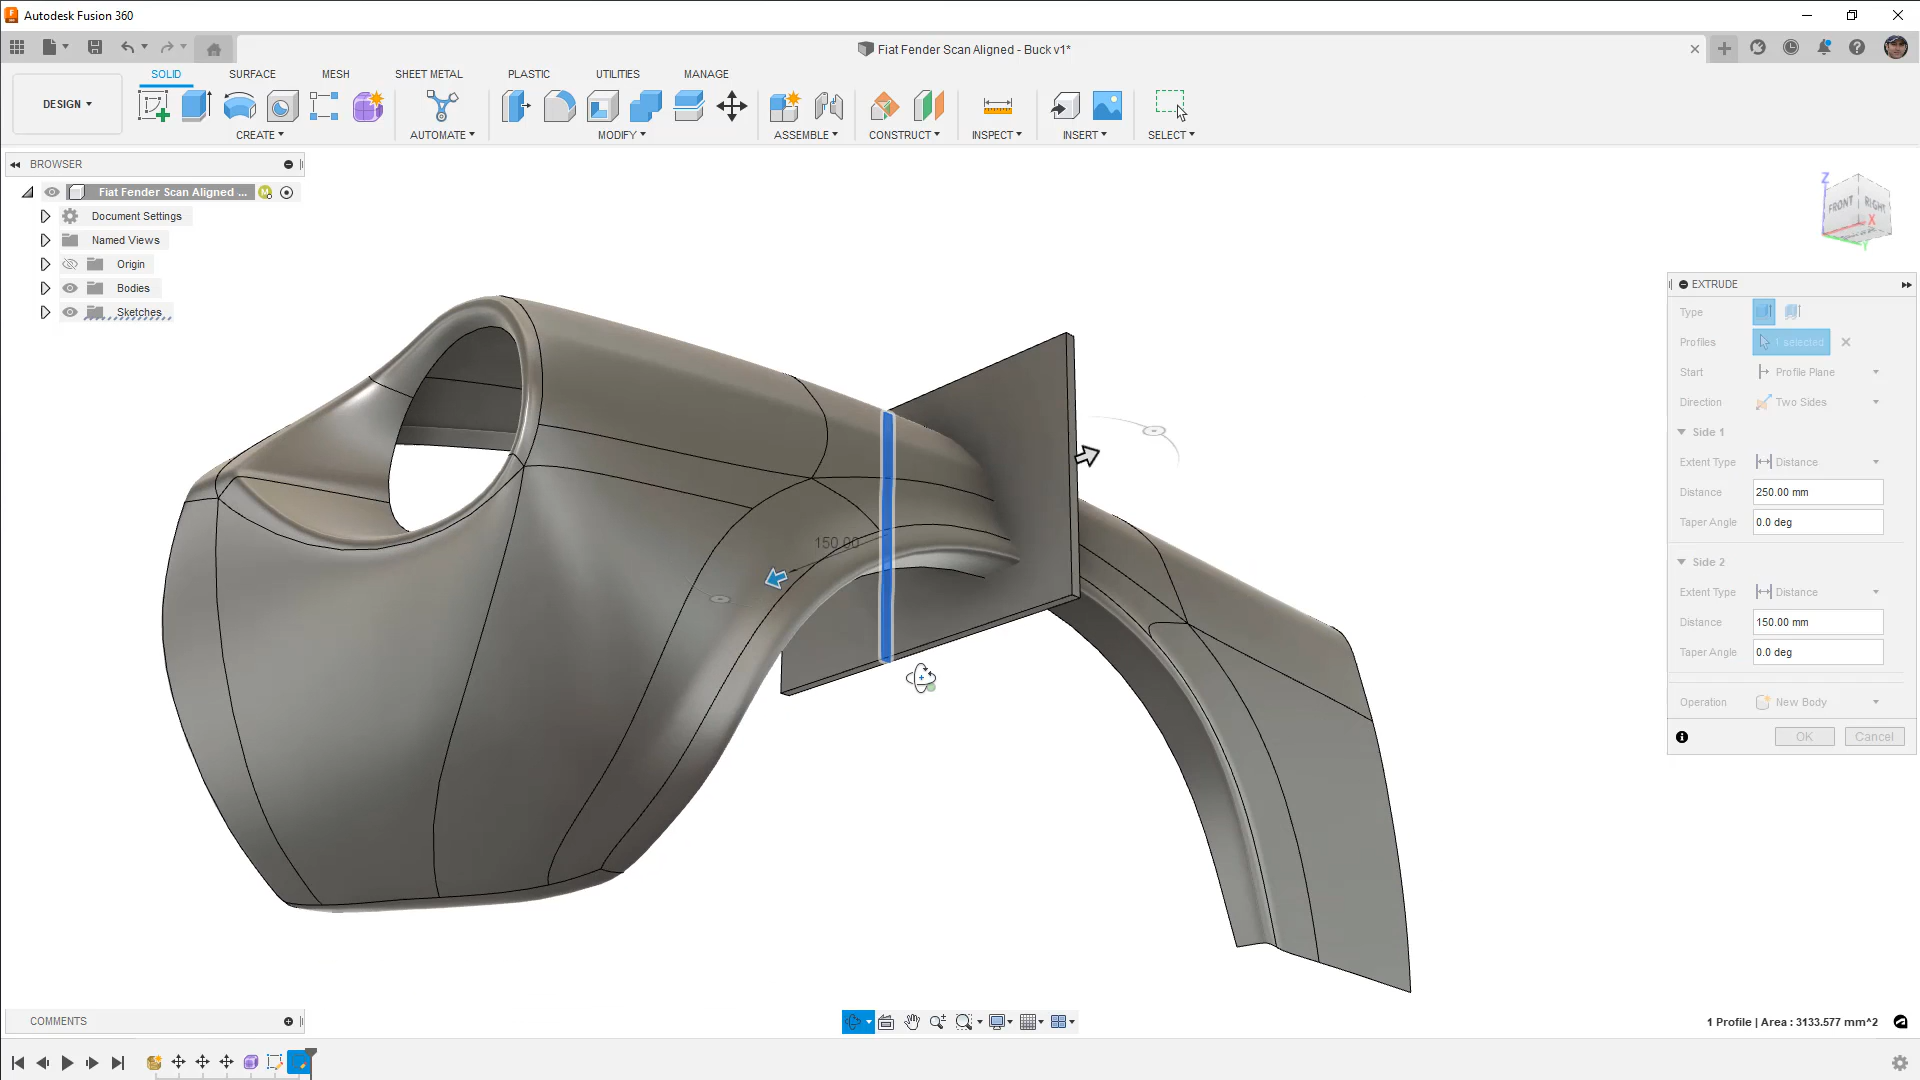 Autodesk Fusion 360
Fiat Fender Scan Aligned - Buck v1*
DESIGN
SOLID
SURFACE
MESH
SHEET METAL
PLASTIC
UTILITIES
MANAGE
CREATE
AUTOMATE
MODIFY
ASSEMBLE
CONSTRUCT
INSPECT
INSERT
SELECT
BROWSER
Fiat Fender Scan Aligned ...
Document Settings
Named Views
Origin
Bodies
Sketches
Z
FRONT
RIGHT
X
Y
150.00
EXTRUDE
Type
Profiles 1 selected
Start Profile Plane
Direction Two Sides
Side 1
Extent Type Distance
Distance 250.00 mm
Taper Angle 0.0 deg
Side 2
Extent Type Distance
Distance 150.00 mm
Taper Angle 0.0 deg
Operation New Body
OK Cancel
COMMENTS
1 Profile | Area : 3133.577 mm^2